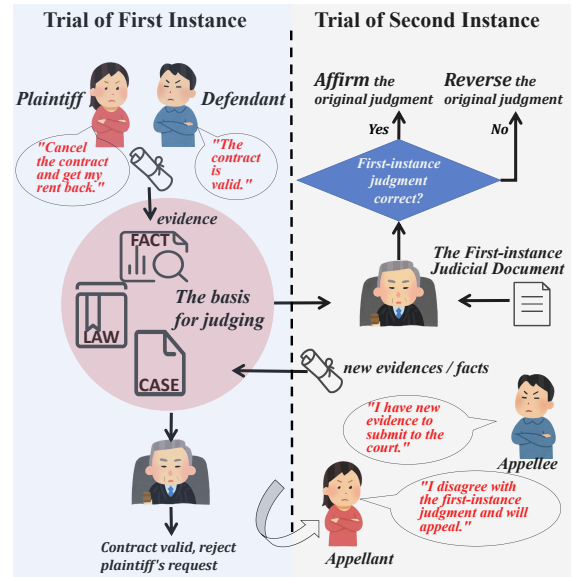 Trial of First Instance
Plaintiff
Defendant
"Cancel
the contract
and get my
rent back."
"The
contract
is
valid."
evidence
FACT
LAW
CASE
The basis
for judging
Contract valid, reject
plaintiff's request
Trial of Second Instance
Affirm the
original judgment
Reverse the
original judgment
Yes
No
First-instance
judgment
correct?
The First-instance
Judicial Document
new evidences / facts
"I have new
evidence to
submit to the
court."
Appellee
"I disagree with
the first-instance
judgment and will
appeal."
Appellant